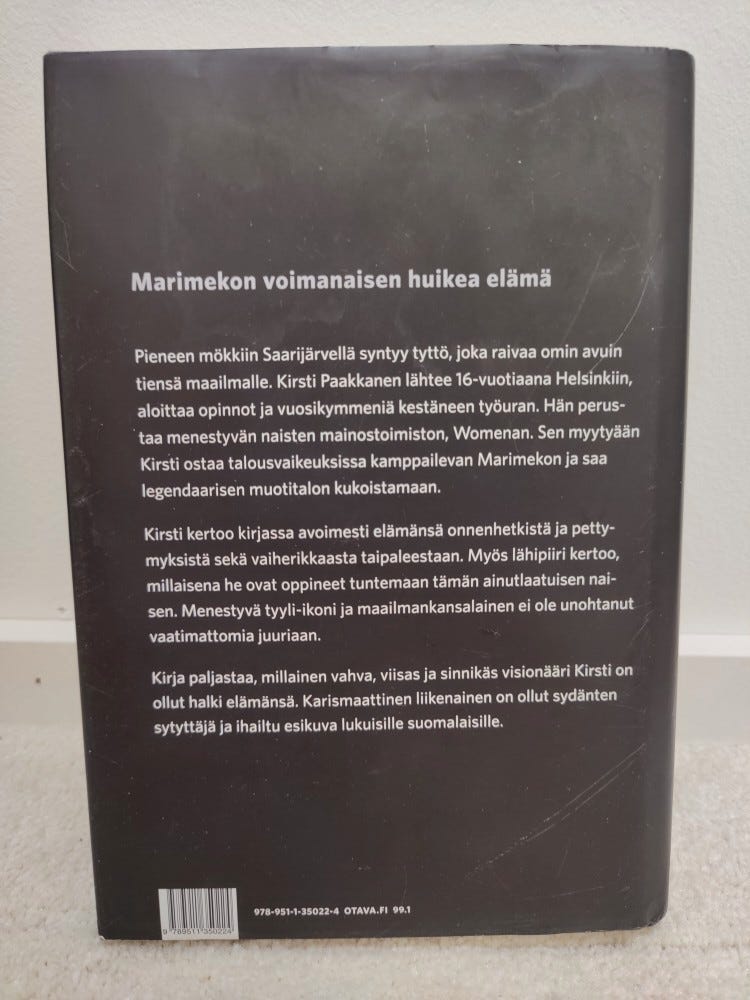 Marimekon voimanaisen huikea elämä
Pieneen mökkiin Saarijärvellä syntyy tyttö, joka raivaa omin avuin
tiensä maailmalle. Kirsti Paakkanen lähtee 16-vuotiaana Helsinkiin,
aloittaa opinnot ja vuosikymmeniä kestäneen työuran. Hän perus-
taa menestyvän naisten mainostoimiston, Womenan. Sen myytyään
Kirsti ostaa talousvaikeuksissa kamppailevan Marimekon ja saa
legendaarisen muotitalon kukoistamaan.
Kirsti kertoo kirjassa avoimesti elämänsä onnenhetkistä ja petty-
myksistä sekä vaiherikkaasta taipaleestaan. Myös lähipiiri kertoo,
millaisena he ovat oppineet tuntemaan tämän ainutlaatuisen nai-
sen. Menestyvä tyyli-ikoni ja maailmankansalainen ei ole unohtanut
vaatimattomia juuriaan.
Kirja paljastaa, millainen vahva, viisas ja sinnikäs visionääri Kirsti on
ollut halki elämänsä. Karismaattinen liikenainen on ollut sydänten
sytyttäjä ja ihailtu esikuva lukuisille suomalaisille.
978-951-1-35022-4 OTAVA.FI 99.1
9 789511 350224